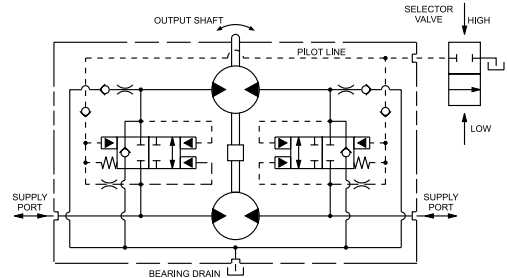 SELECTOR
VALVE
HIGH
OUTPUT SHAFT
PILOT LINE
LOW
SUPPLY
PORT
SUPPLY
PORT
BEARING DRAIN